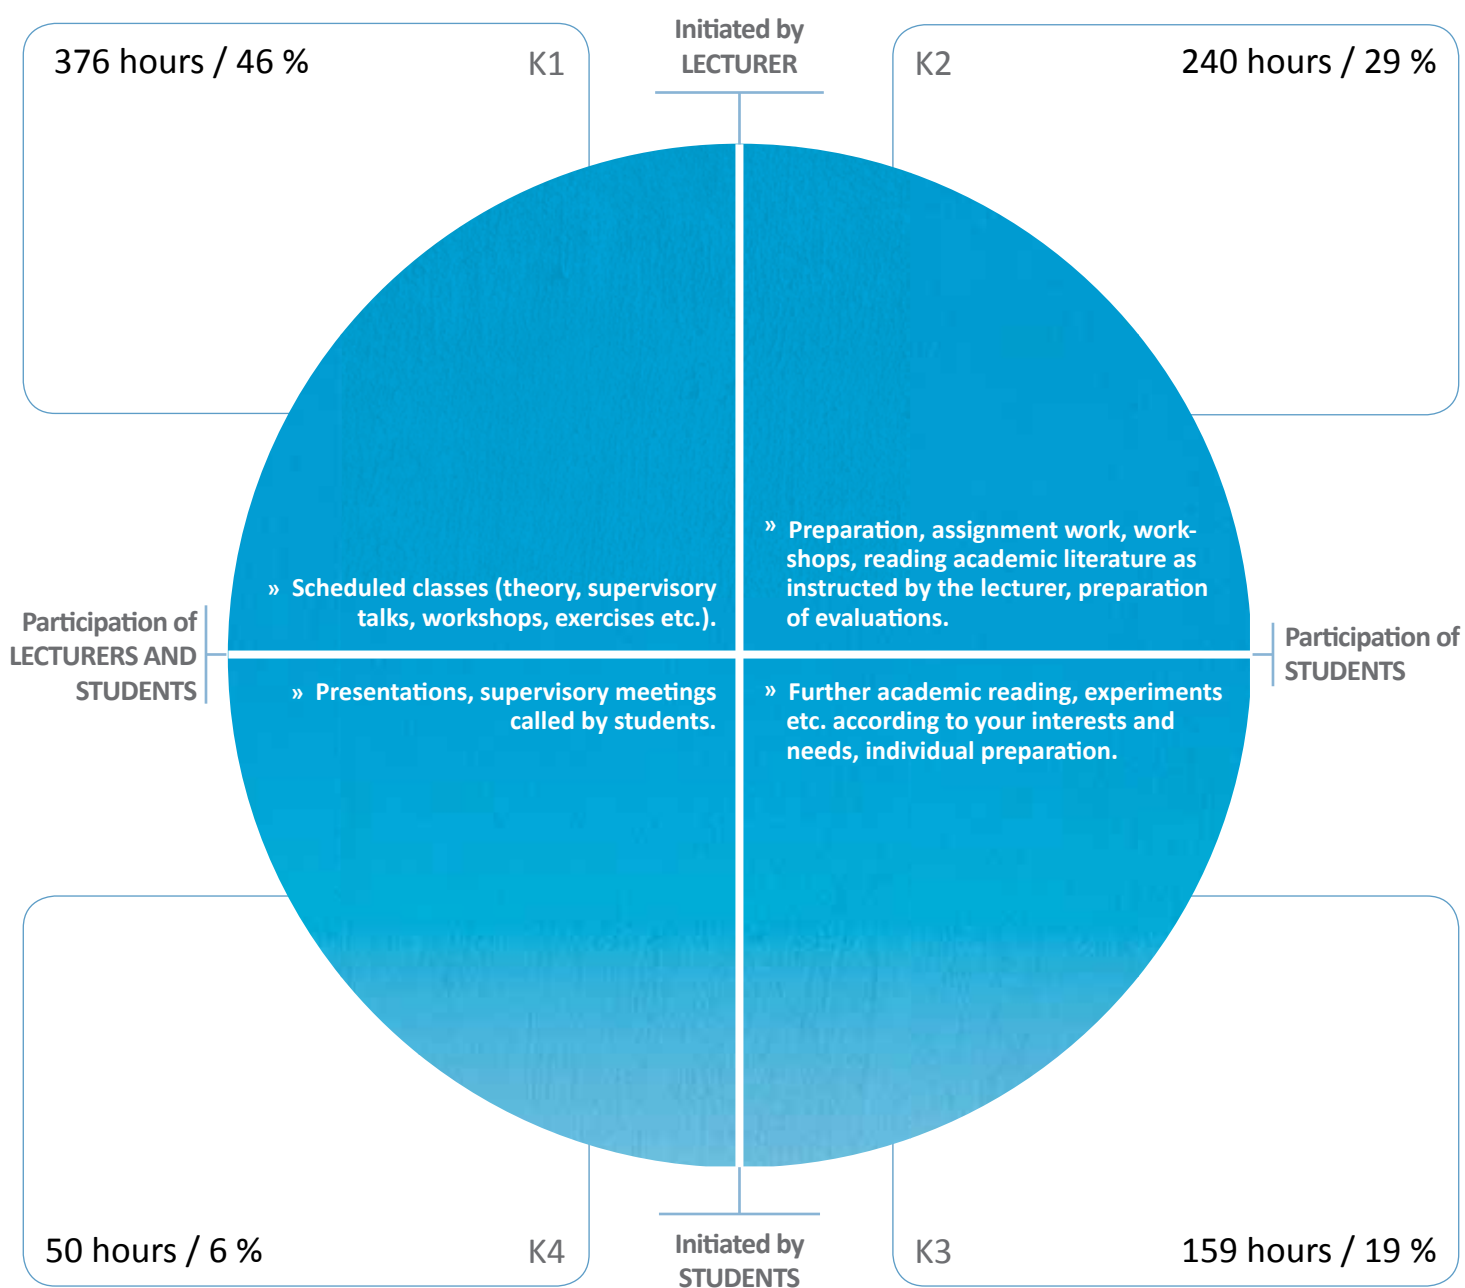 376 hours / 46 %
K1
Initiated by
LECTURER
K2
240 hours / 29 %
» Scheduled classes (theory, supervisory
talks, workshops, exercises etc.).
» Preparation, assignment work, work-
shops, reading academic literature as
instructed by the lecturer, preparation
of evaluations.
Participation of
LECTURERS AND
STUDENTS
Participation of
STUDENTS
» Presentations, supervisory meetings
called by students.
» Further academic reading, experiments
etc. according to your interests and
needs, individual preparation.
50 hours / 6 %
K4
Initiated by
STUDENTS
K3
159 hours / 19 %